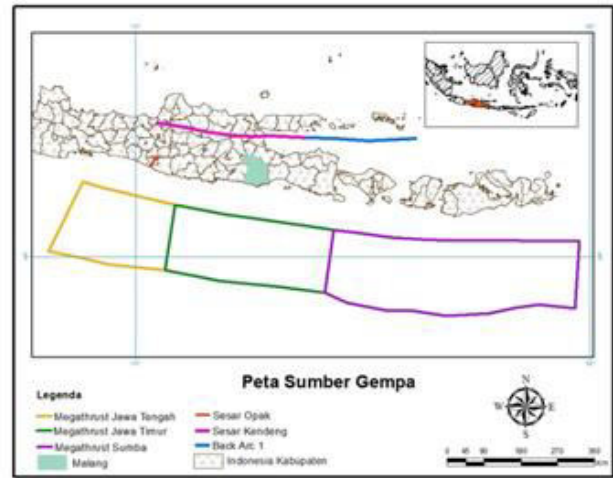 Peta Sumber Gempa
Legenda
Megathrust Jawa Tengah
Megathrust Jawa Timur
Megathrust Sumba
Malang
Sesar Opak
Sesar Kendeng
Back Arc 1
Indonesia Kabupaten
N
W E
S